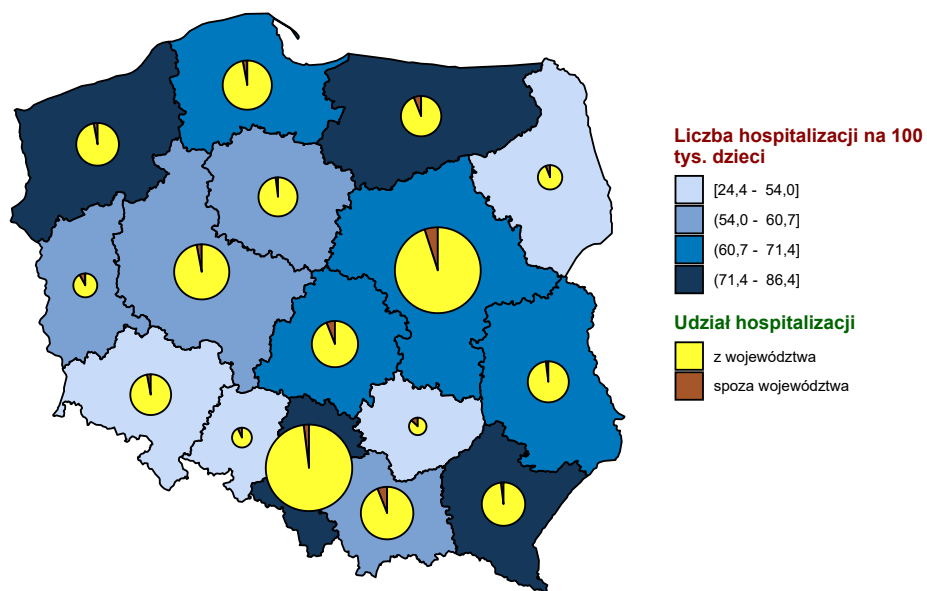 Liczba hospitalizacji na 100
tys. dzieci
[24,4 - 54,0]
(54,0 - 60,7]
(60,7 - 71,4]
(71,4 - 86,4]
Udział hospitalizacji
z województwa
spoza województwa